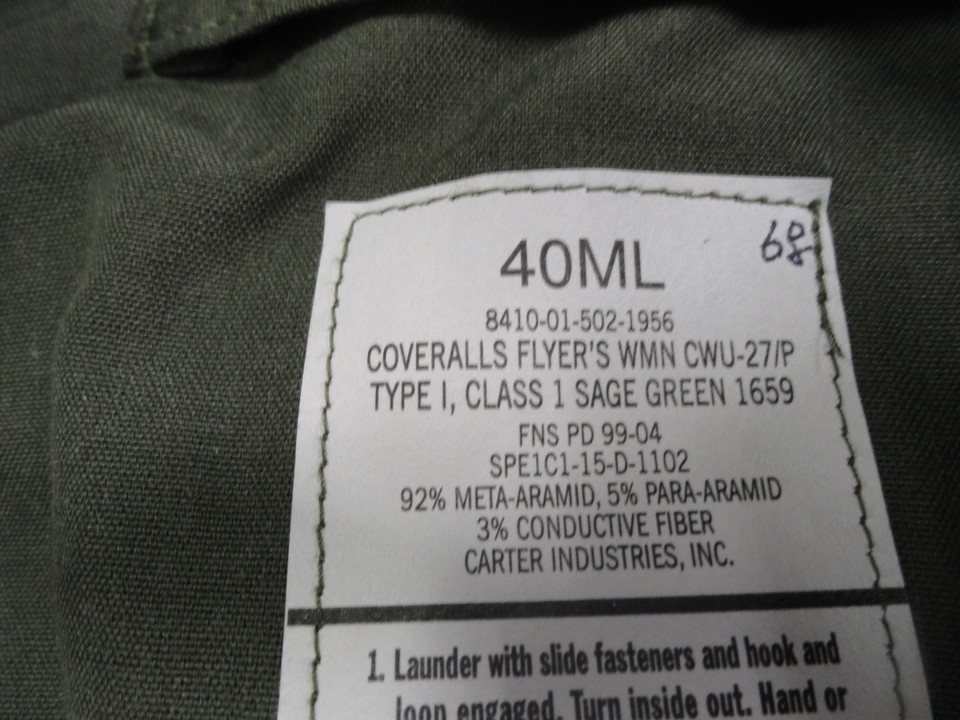 68
40ML
8410-01-502-1956
COVERALLS FLYER'S WMN CWU-27/P
TYPE I, CLASS 1 SAGE GREEN 1659
FNS PD 99-04
SPE1C1-15-D-1102
92% META-ARAMID, 5% PARA-ARAMID
3% CONDUCTIVE FIBER
CARTER INDUSTRIES, INC.
1. Launder with slide fasteners and hook and
loop engaged. Turn inside out. Hand or